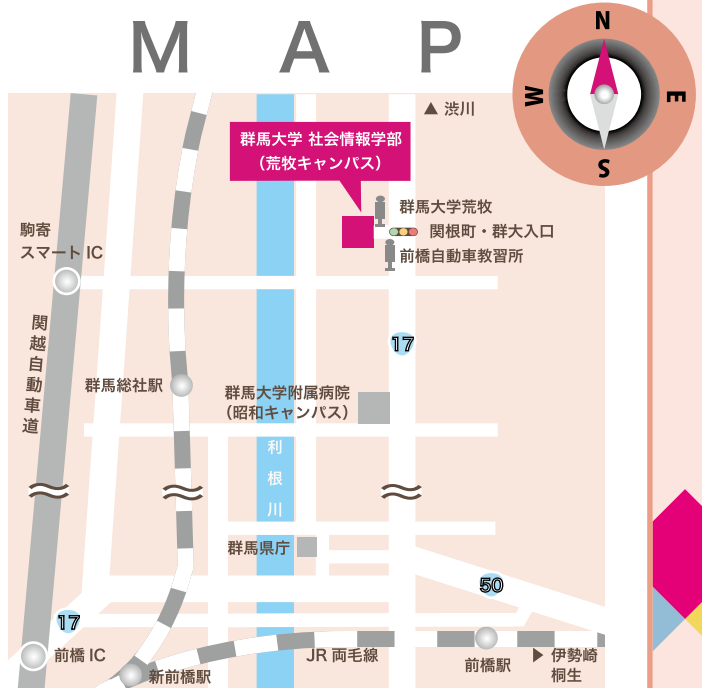 M A P
N
W
E
S
▲ 渋川
群馬大学 社会情報学部
（荒牧キャンパス）
群馬大学荒牧
関根町・群大入口
前橋自動車教習所
駒寄
スマート IC
関越自動車道
17
群馬総社駅
群馬大学附属病院
（昭和キャンパス）
利根川
群馬県庁
50
17
前橋 IC
新前橋駅
JR 両毛線
前橋駅
▶ 伊勢崎
桐生